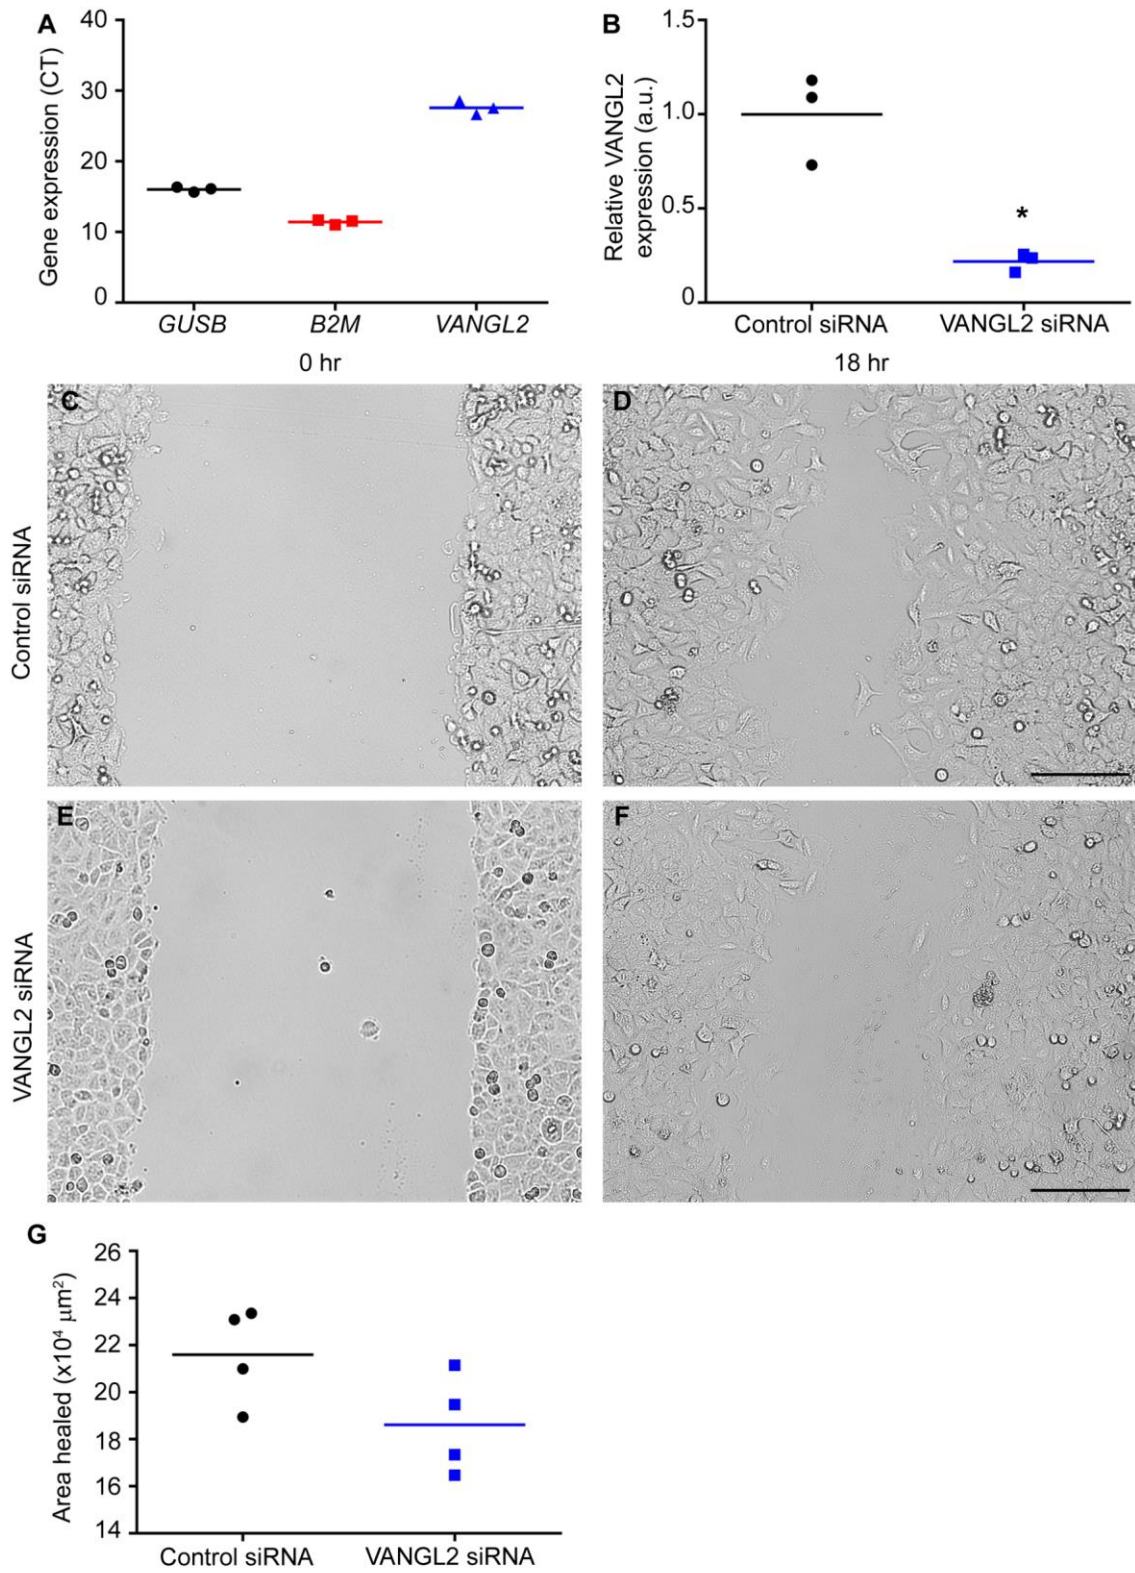 A
Gene expression (CT)
40
30
20
10
0
GUSB B2M VANGL2
B
Relative VANGL2
expression (a.u.)
1.5
1.0
0.5
0
*
Control siRNA VANGL2 siRNA
0 hr 18 hr
Control siRNA
C D
VANGL2 siRNA
E F
G
Area healed (x10⁴ μm²)
26
24
22
20
18
16
14
Control siRNA VANGL2 siRNA